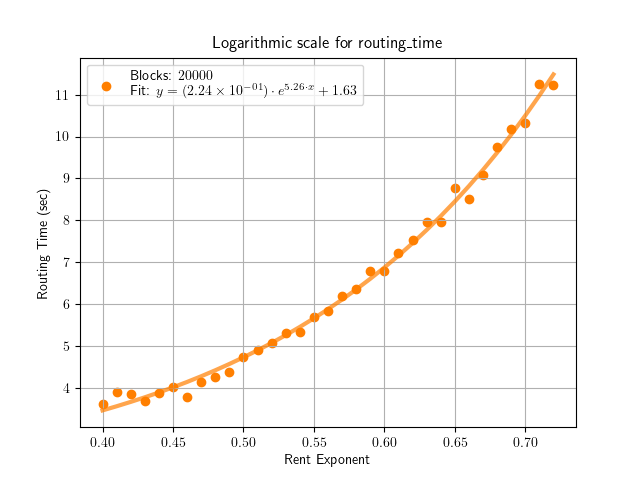 Logarithmic scale for routing_time
Blocks: 20000
Fit: y = (2.24 × 10⁻⁰¹) · e^{5.26·x} + 1.63
11
10
9
8
7
6
5
4
Routing Time (sec)
0.40 0.45 0.50 0.55 0.60 0.65 0.70
Rent Exponent